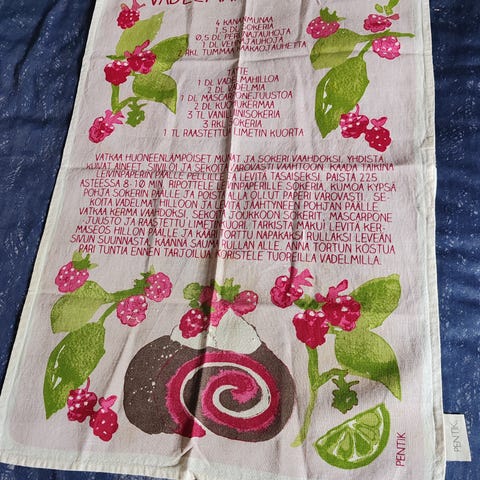 VADELMA
4 KANANMUNAA
1,5 DL SOKERIA
0,5 DL PERUNAJAUHOJA
1 DL VEHNÄJAUHOJA
2 RKL TUMMAA KAAKAOJAUHETTA
TÄYTE
1 DL VADELMAHILLOA
2 DL VADELMIA
1 DL MASCARPONEJUUSTOA
2 DL KUOHUKERMAA
3 TL VANILLIINISOKERIA
3 RKL SOKERIA
1 TL RAASTETTUA LIMETIN KUORTA
VATKAA HUONEENLÄMPÖISET MUNAT JA SOKERI VAAHDOKSI. YHDISTÄ
KUIVAT AINEET. SIIVILÖI JA SEKOITA VAROVASTI VAAHTOON. KAADA TAIKINA
LEIVINPAPERIN PÄÄLLE PELLILLE JA LEVITÄ TASAISEKSI. PAISTA 225
ASTEESSA 8-10 MIN. RIPOTTELE LEIVINPAPERILLE SOKERIA, KUMOA KYPSÄ
POHJA SOKERIN PÄÄLLE JA POISTA ALLA OLLUT PAPERI VAROVASTI. SE-
KOITA VADELMAT HILLOON JA LEVITÄ JÄÄHTYNEEN POHJAN PÄÄLLE.
VATKAA KERMA VAAHDOKSI, SEKOITA JOUKKOON SOKERIT, MASCARPONE
JUUSTO JA RAASTETTU LIMETINKUORI. TARKISTA MAKU! LEVITÄ KER-
MASEOS HILLON PÄÄLLE JA KÄÄRI TORTTU NAPAKAKSI RULLAKSI LEVEÄN
SIVUN SUUNNASTA. KÄÄNNÄ SAUMA RULLAN ALLE. ANNA TORTUN KOSTUA
PARI TUNTIA ENNEN TARJOILUA. KORISTELE TUOREILLA VADELMILLA.
PENTIK
PENTIK